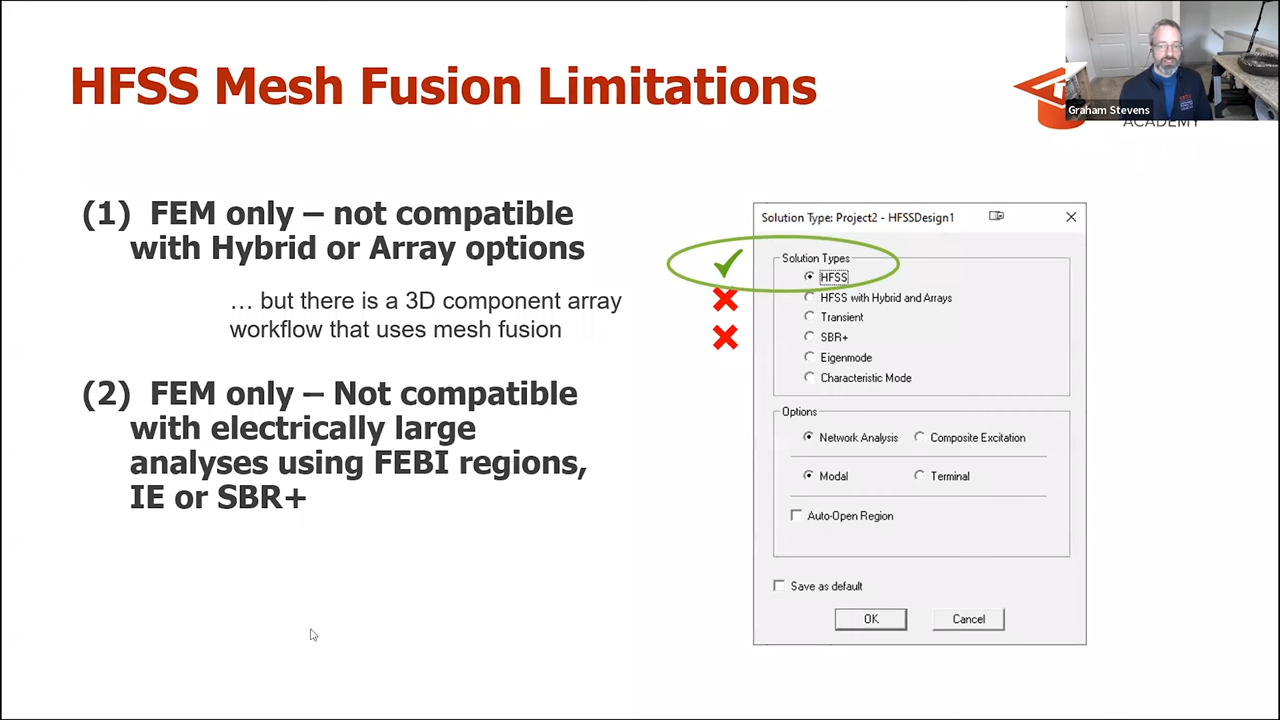 HFSS Mesh Fusion Limitations
Graham Stevens
ACADEMY
(1) FEM only – not compatible
with Hybrid or Array options
… but there is a 3D component array
workflow that uses mesh fusion
(2) FEM only – Not compatible
with electrically large
analyses using FEBI regions,
IE or SBR+
Solution Type: Project2 - HFSSDesign1
Solution Types
HFSS
HFSS with Hybrid and Arrays
Transient
SBR+
Eigenmode
Characteristic Mode
Options
Network Analysis Composite Excitation
Modal Terminal
Auto-Open Region
Save as default
OK Cancel